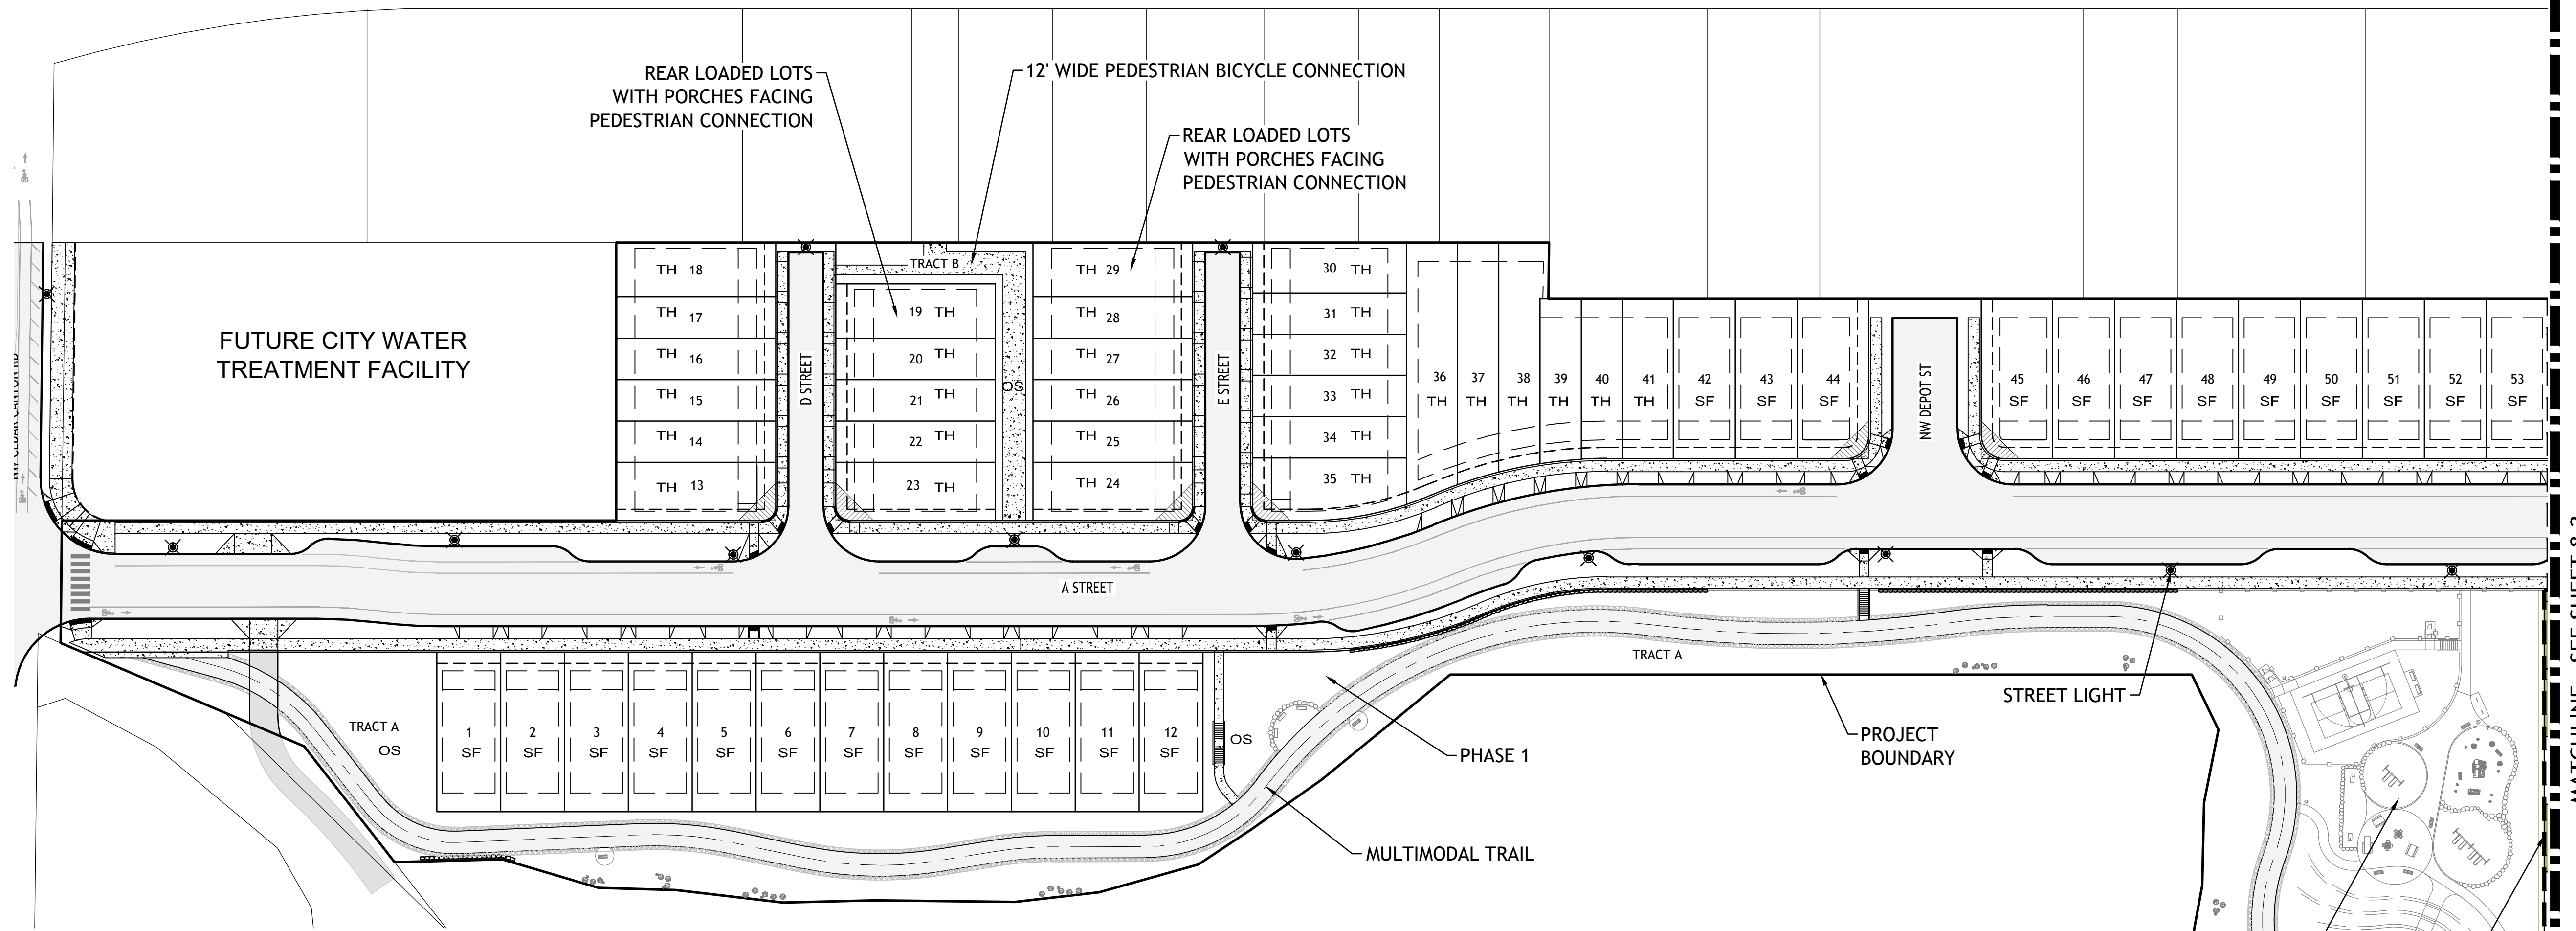 REAR LOADED LOTS
WITH PORCHES FACING
PEDESTRIAN CONNECTION
12' WIDE PEDESTRIAN BICYCLE CONNECTION
REAR LOADED LOTS
WITH PORCHES FACING
PEDESTRIAN CONNECTION
FUTURE CITY WATER
TREATMENT FACILITY
TH 18
TH 17
TH 16
TH 15
TH 14
TH 13
D STREET
TRACT B
19 TH
20 TH
21 TH
22 TH
23 TH
OS
TH 29
TH 28
TH 27
TH 26
TH 25
TH 24
E STREET
30 TH
31 TH
32 TH
33 TH
34 TH
35 TH
36 37 38 39 40 41 42 43 44
TH TH TH TH TH TH SF SF SF
NW DEPOT ST
45 46 47 48 49 50 51 52 53
SF SF SF SF SF SF SF SF SF
A STREET
TRACT A
OS
1 2 3 4 5 6 7 8 9 10 11 12
SF SF SF SF SF SF SF SF SF SF SF SF
OS
TRACT A
STREET LIGHT
PROJECT
BOUNDARY
PHASE 1
MULTIMODAL TRAIL